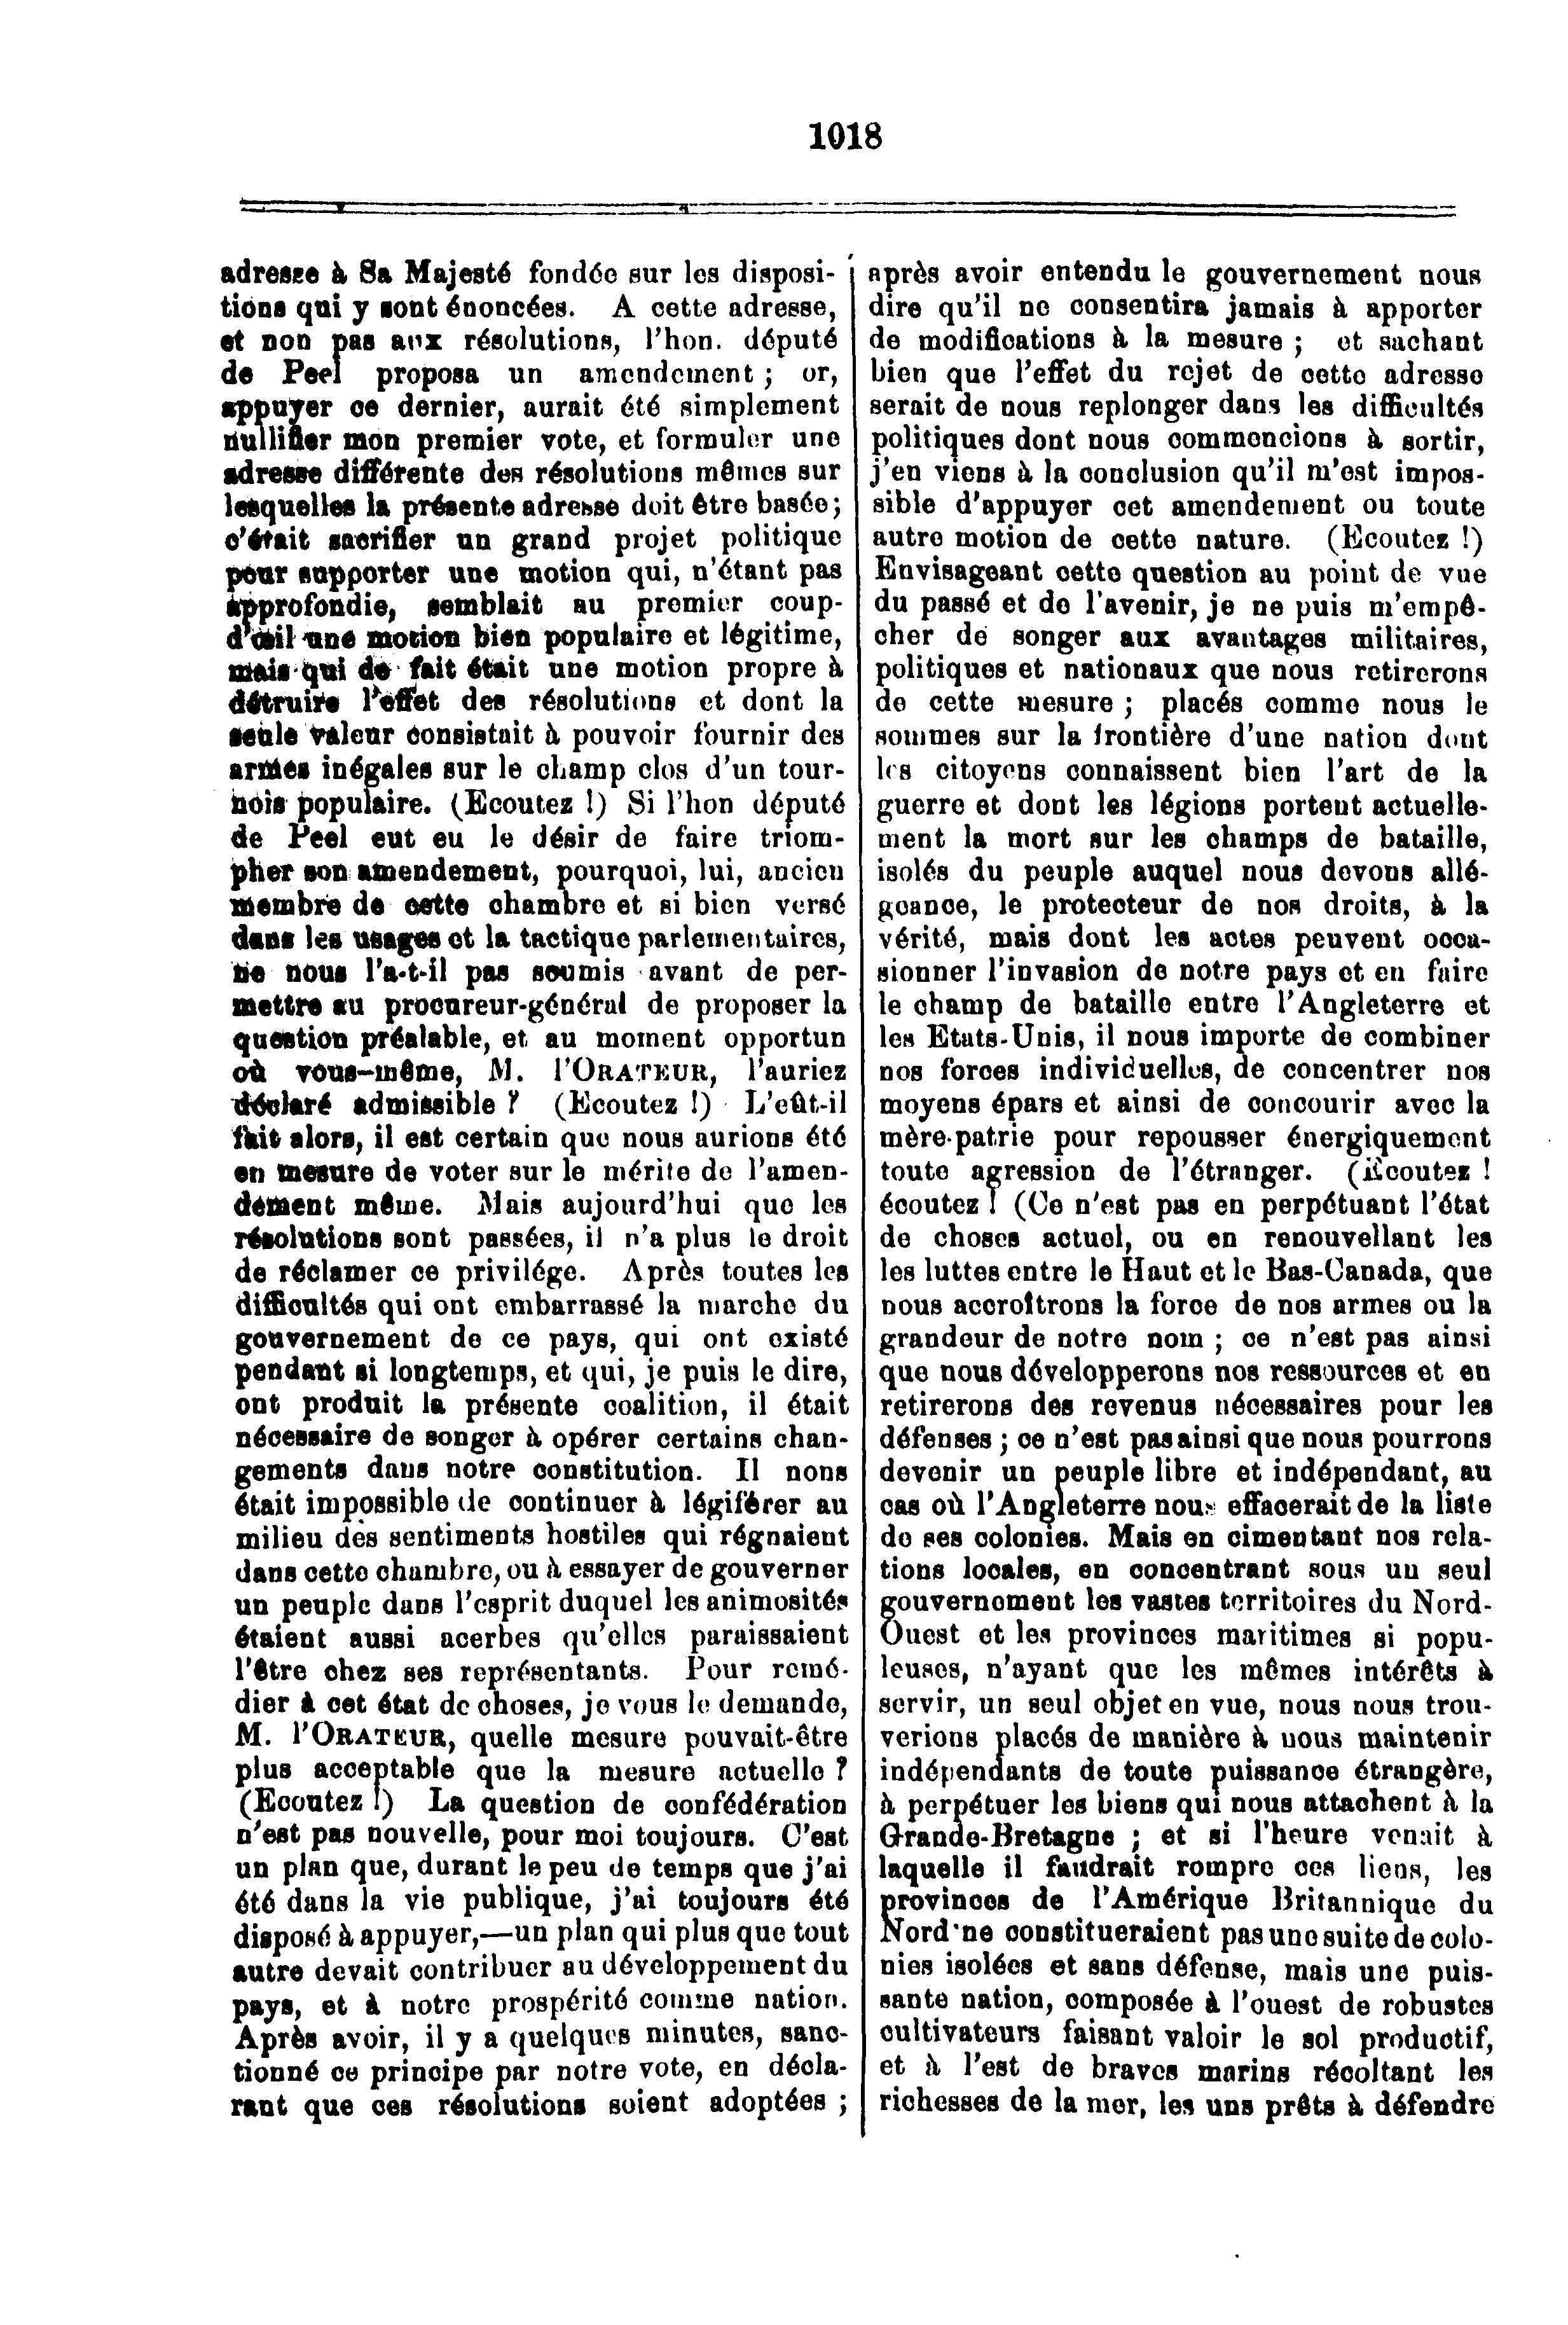 1018
adresse à Sa Majesté fondée sur les disposi-
tions qui y sont énoncées. A cette adresse,
et non pas aux résolutions, l'hon. député
de Peel proposa un amendement ; or,
appuyer ce dernier, aurait été simplement
nullifier mon premier vote, et formuler une
adresse différente des résolutions mêmes sur
lesquelles la présente adresse doit être basée;
c'était sacrifier un grand projet politique
pour supporter une motion qui, n'étant pas
approfondie, semblait au premier coup-
d'œil une motion bien populaire et légitime,
mais qui de fait était une motion propre à
détruire l'effet des résolutions et dont la
seule valeur consistait à pouvoir fournir des
armes inégales sur le champ clos d'un tour-
nois populaire. (Ecoutez !) Si l'hon député
de Peel eut eu le désir de faire triom-
pher son amendement, pourquoi, lui, ancien
membre de cette chambre et si bien versé
dans les usages et la tactique parlementaires,
ne nous l'a-t-il pas soumis avant de per-
mettre au procureur-général de proposer la
question préalable, et au moment opportun
où vous-même, M. l'ORATEUR, l'auriez
déclaré admissible ? (Ecoutez !) L'eût-il
fait alors, il est certain que nous aurions été
en mesure de voter sur le mérite de l'amen-
dement même. Mais aujourd'hui que les
résolutions sont passées, il n'a plus le droit
de réclamer ce privilége. Après toutes les
difficultés qui ont embarrassé la marche du
gouvernement de ce pays, qui ont existé
pendant si longtemps, et qui, je puis le dire,
ont produit la présente coalition, il était
nécessaire de songer à opérer certains chan-
gements dans notre constitution. Il nons
était impossible de continuer à légiférer au
milieu des sentiments hostiles qui régnaient
dans cette chambre, ou à essayer de gouverner
un peuple dans l'esprit duquel les animosités
étaient aussi acerbes qu'elles paraissaient
l'être chez ses représentants. Pour remé-
dier à cet état de choses, je vous le demande,
M. l'ORATEUR, quelle mesure pouvait-être
plus acceptable que la mesure actuelle ?
(Ecoutez !) La question de confédération
n'est pas nouvelle, pour moi toujours. C'est
un plan que, durant le peu de temps que j'ai
été dans la vie publique, j'ai toujours été
disposé à appuyer,—un plan qui plus que tout
autre devait contribuer au développement du
pays, et à notre prospérité comme nation.
Après avoir, il y a quelques minutes, sanc-
tionné ce principe par notre vote, en décla-
rant que ces résolutions soient adoptées ;
après avoir entendu le gouvernement nous
dire qu'il ne consentira jamais à apporter
de modifications à la mesure ; et sachant
bien que l'effet du rejet de cette adresse
serait de nous replonger dans les difficultés
politiques dont nous commencions à sortir,
j'en viens à la conclusion qu'il m'est impos-
sible d'appuyer cet amendement ou toute
autre motion de cette nature. (Ecoutez !)
Envisageant cette question au point de vue
du passé et de l'avenir, je ne puis m'empê-
cher de songer aux avantages militaires,
politiques et nationaux que nous retirerons
de cette mesure ; placés comme nous le
sommes sur la frontière d'une nation dont
les citoyens connaissent bien l'art de la
guerre et dont les légions portent actuelle-
ment la mort sur les champs de bataille,
isolés du peuple auquel nous devons allé-
geance, le protecteur de nos droits, à la
vérité, mais dont les actes peuvent occa-
sionner l'invasion de notre pays et en faire
le champ de bataille entre l'Angleterre et
les Etats-Unis, il nous importe de combiner
nos forces individuelles, de concentrer nos
moyens épars et ainsi de concourir avec la
mère-patrie pour repousser énergiquement
toute agression de l'étranger. (Ecoutez !
écoutez ! (Ce n'est pas en perpétuant l'état
de choses actuel, ou en renouvellant les
les luttes entre le Haut et le Bas-Canada, que
nous accroîtrons la force de nos armes ou la
grandeur de notre nom ; ce n'est pas ainsi
que nous développerons nos ressources et en
retirerons des revenus nécessaires pour les
défenses ; ce n'est pas ainsi que nous pourrons
devenir un peuple libre et indépendant, au
cas où l'Angleterre nous effacerait de la liste
de ses colonies. Mais en cimentant nos rela-
tions locales, en concentrant sous un seul
gouvernement les vastes territoires du Nord-
Ouest et les provinces maritimes si popu-
leuses, n'ayant que les mêmes intérêts à
servir, un seul objet en vue, nous nous trou-
verions placés de manière à nous maintenir
indépendants de toute puissance étrangère,
à perpétuer les biens qui nous attachent à la
Grande-Bretagne ; et si l'heure venait à
laquelle il faudrait rompre ces liens, les
provinces de l'Amérique Britannique du
Nord ne constitueraient pas une suite de colo-
nies isolées et sans défense, mais une puis-
sante nation, composée à l'ouest de robustes
cultivateurs faisant valoir le sol productif,
et à l'est de braves marins récoltant les
richesses de la mer, les uns prêts à défendre